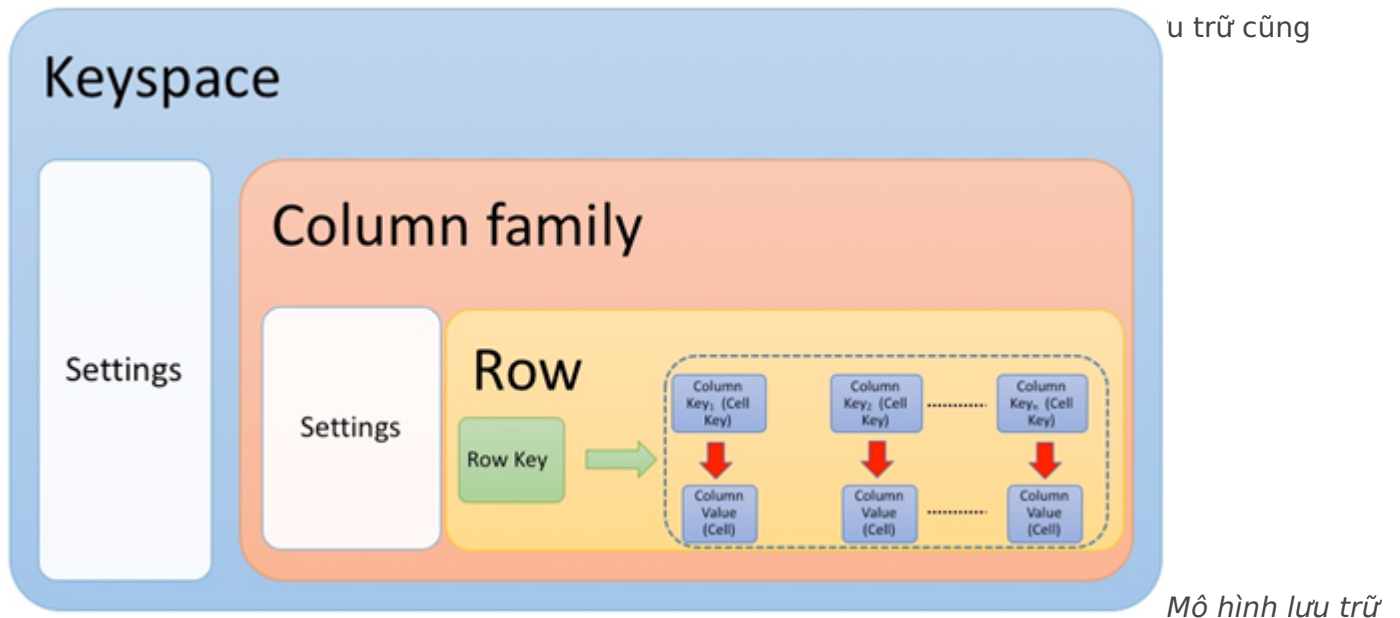 u trữ cũng
Keyspace
Column family
Settings
Settings
Row
Row Key
Column
Key₁ (Cell
Key)
Column
Key₂ (Cell
Key)
Column
Keyₙ (Cell
Key)
Column
Value
(Cell)
Column
Value
(Cell)
Column
Value
(Cell)
Mô hình lưu trữ